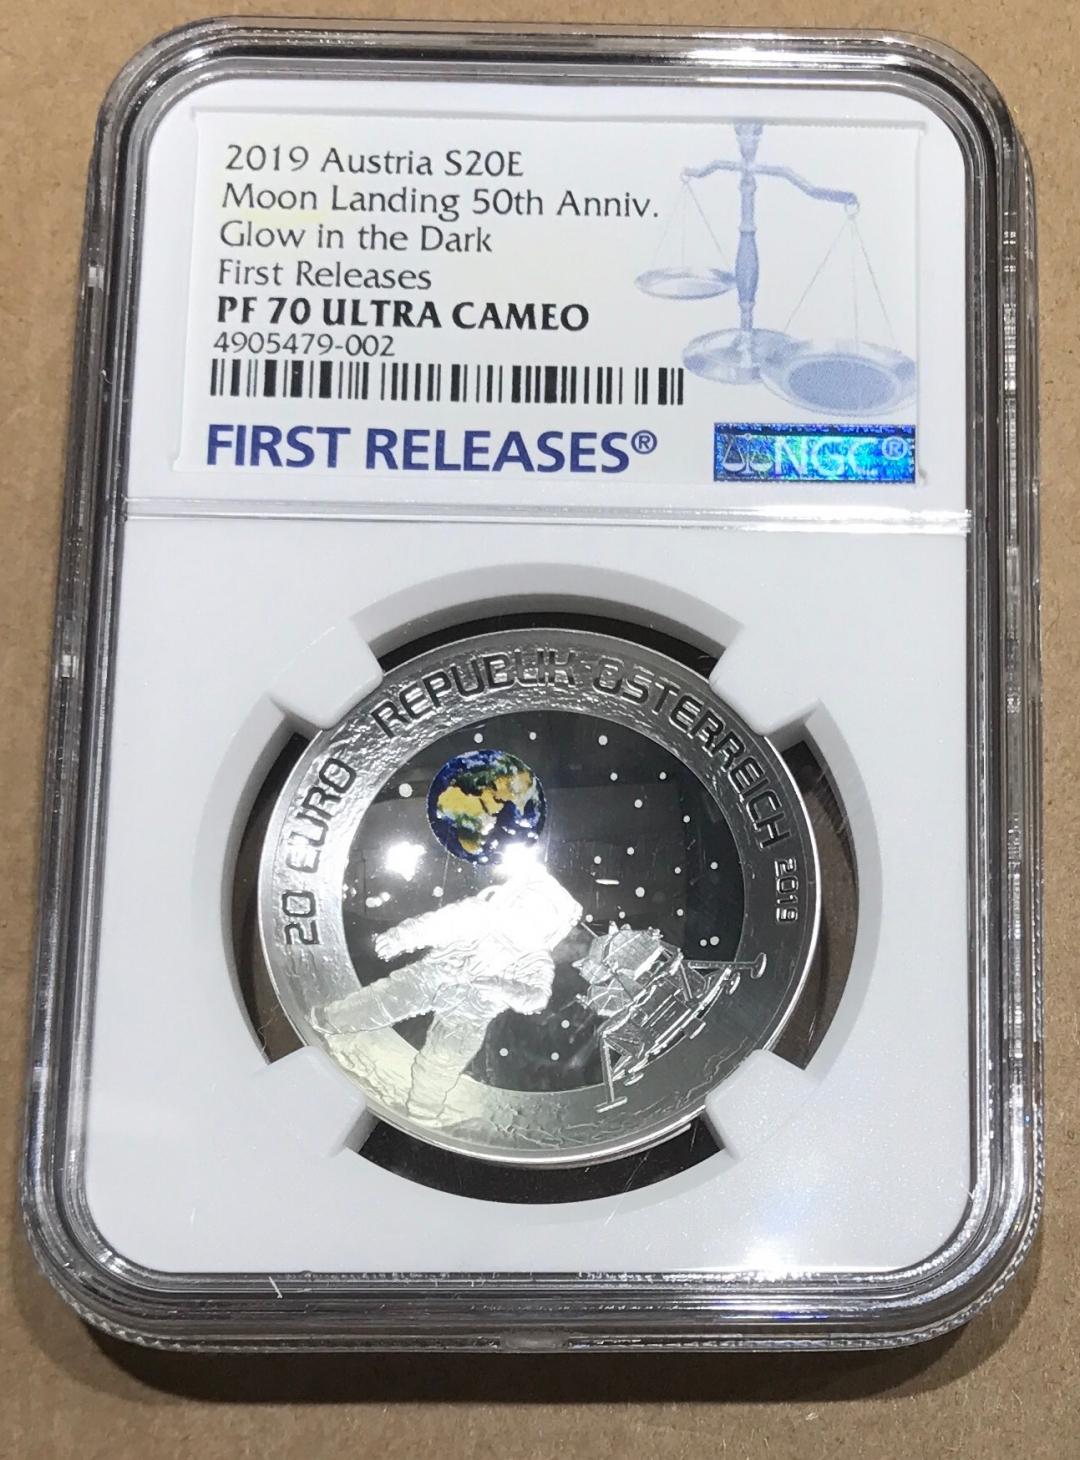 2019 Austria S20E
Moon Landing 50th Anniv.
Glow in the Dark
First Releases
PF 70 ULTRA CAMEO
4905479-002
FIRST RELEASES®
NGC®
20 EURO REPUBLIK ÖSTERREICH 2019